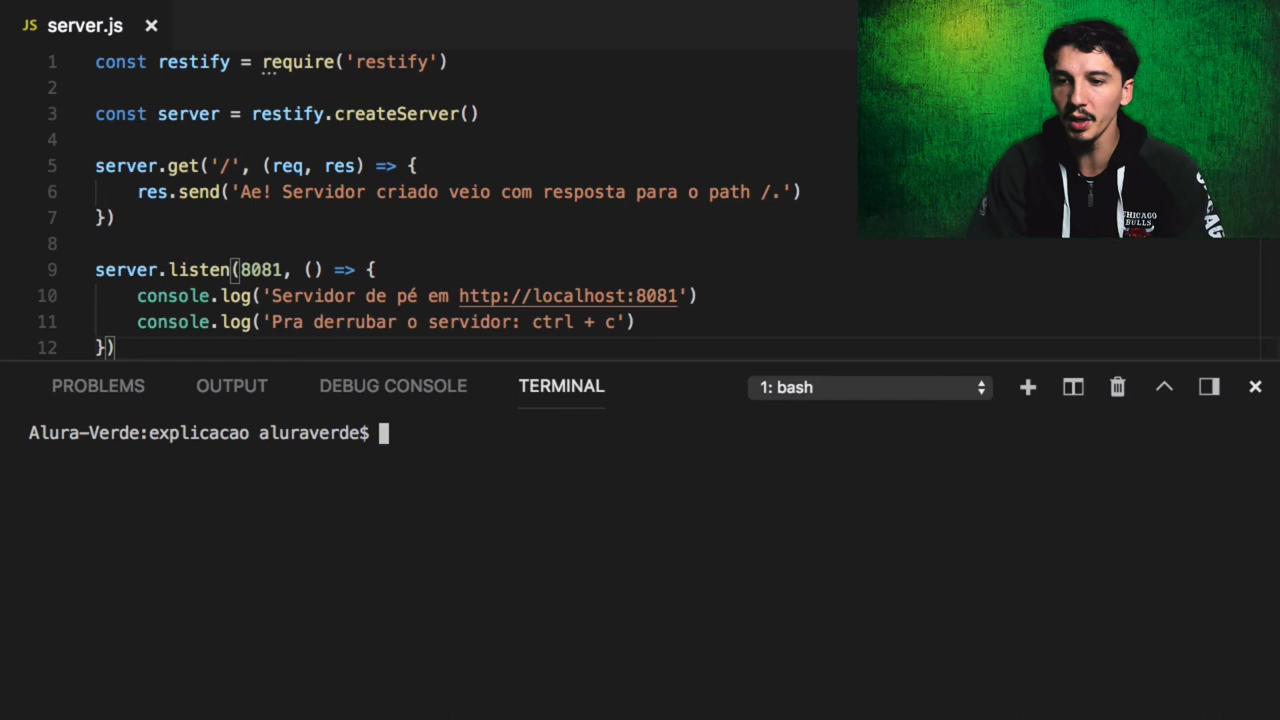 JS server.js ×
1 const restify = require('restify')
2
3 const server = restify.createServer()
4
5 server.get('/', (req, res) => {
6 res.send('Ae! Servidor criado veio com resposta para o path /.')
7 })
8
9 server.listen(8081, () => {
10 console.log('Servidor de pé em http://localhost:8081')
11 console.log('Pra derrubar o servidor: ctrl + c')
12 })
CHICAGO
BULLS
PROBLEMS OUTPUT DEBUG CONSOLE TERMINAL 1: bash
Alura-Verde:explicacao aluraverde$